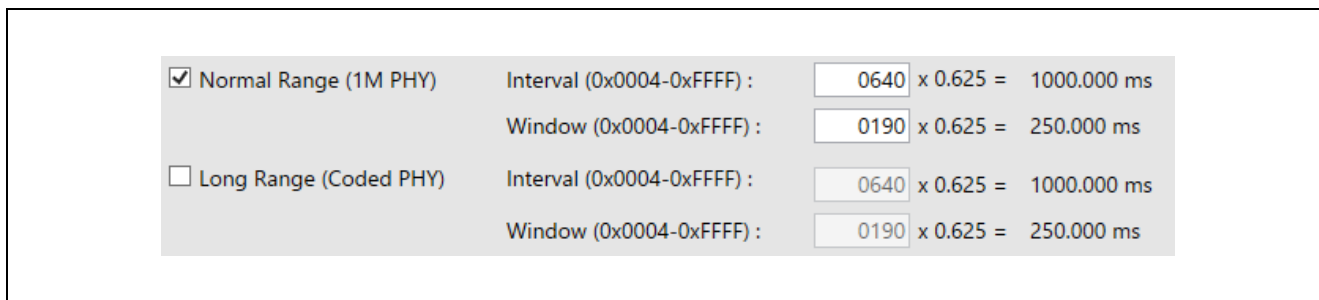 Normal Range (1M PHY) Interval (0x0004-0xFFFF) : 0640 x 0.625 = 1000.000 ms
Window (0x0004-0xFFFF) : 0190 x 0.625 = 250.000 ms
Long Range (Coded PHY) Interval (0x0004-0xFFFF) : 0640 x 0.625 = 1000.000 ms
Window (0x0004-0xFFFF) : 0190 x 0.625 = 250.000 ms